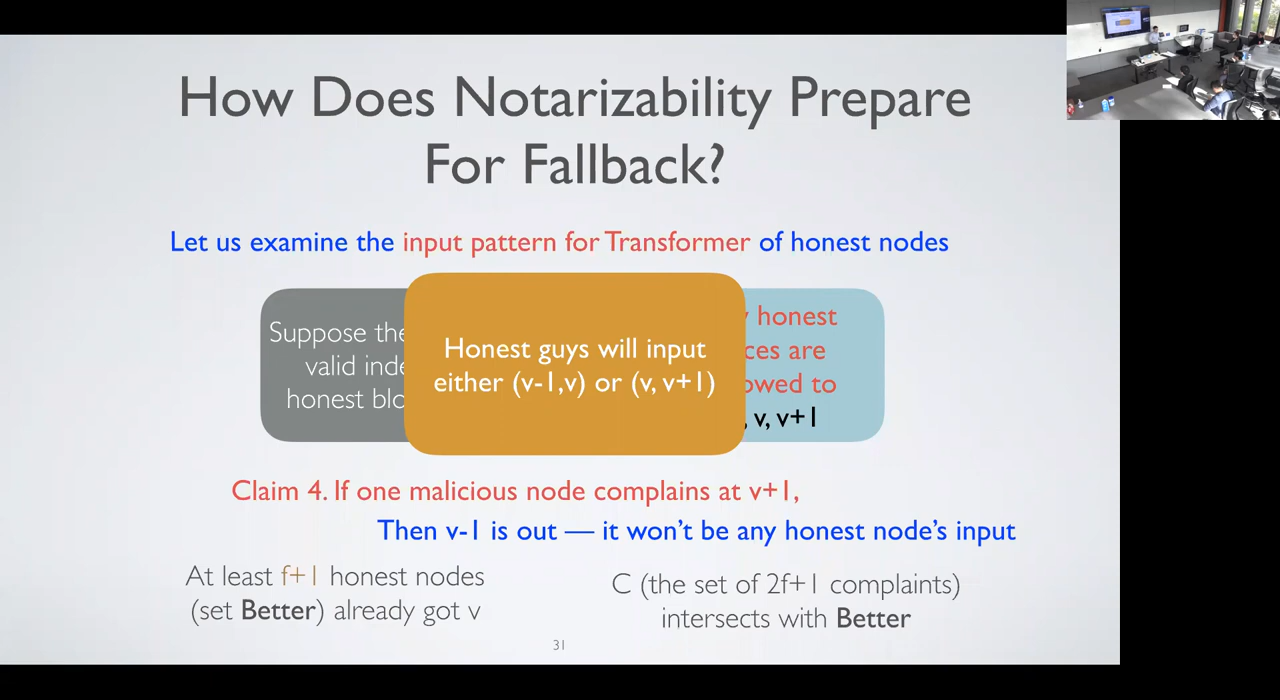 How Does Notarizability Prepare
For Fallback?
Let us examine the input pattern for Transformer of honest nodes
Suppose the
valid inde
honest blo
Honest guys will input
either (v-1,v) or (v, v+1)
y honest
ces are
owed to
, v, v+1
Claim 4. If one malicious node complains at v+1,
Then v-1 is out — it won't be any honest node's input
At least f+1 honest nodes
(set Better) already got v
C (the set of 2f+1 complaints)
intersects with Better
31